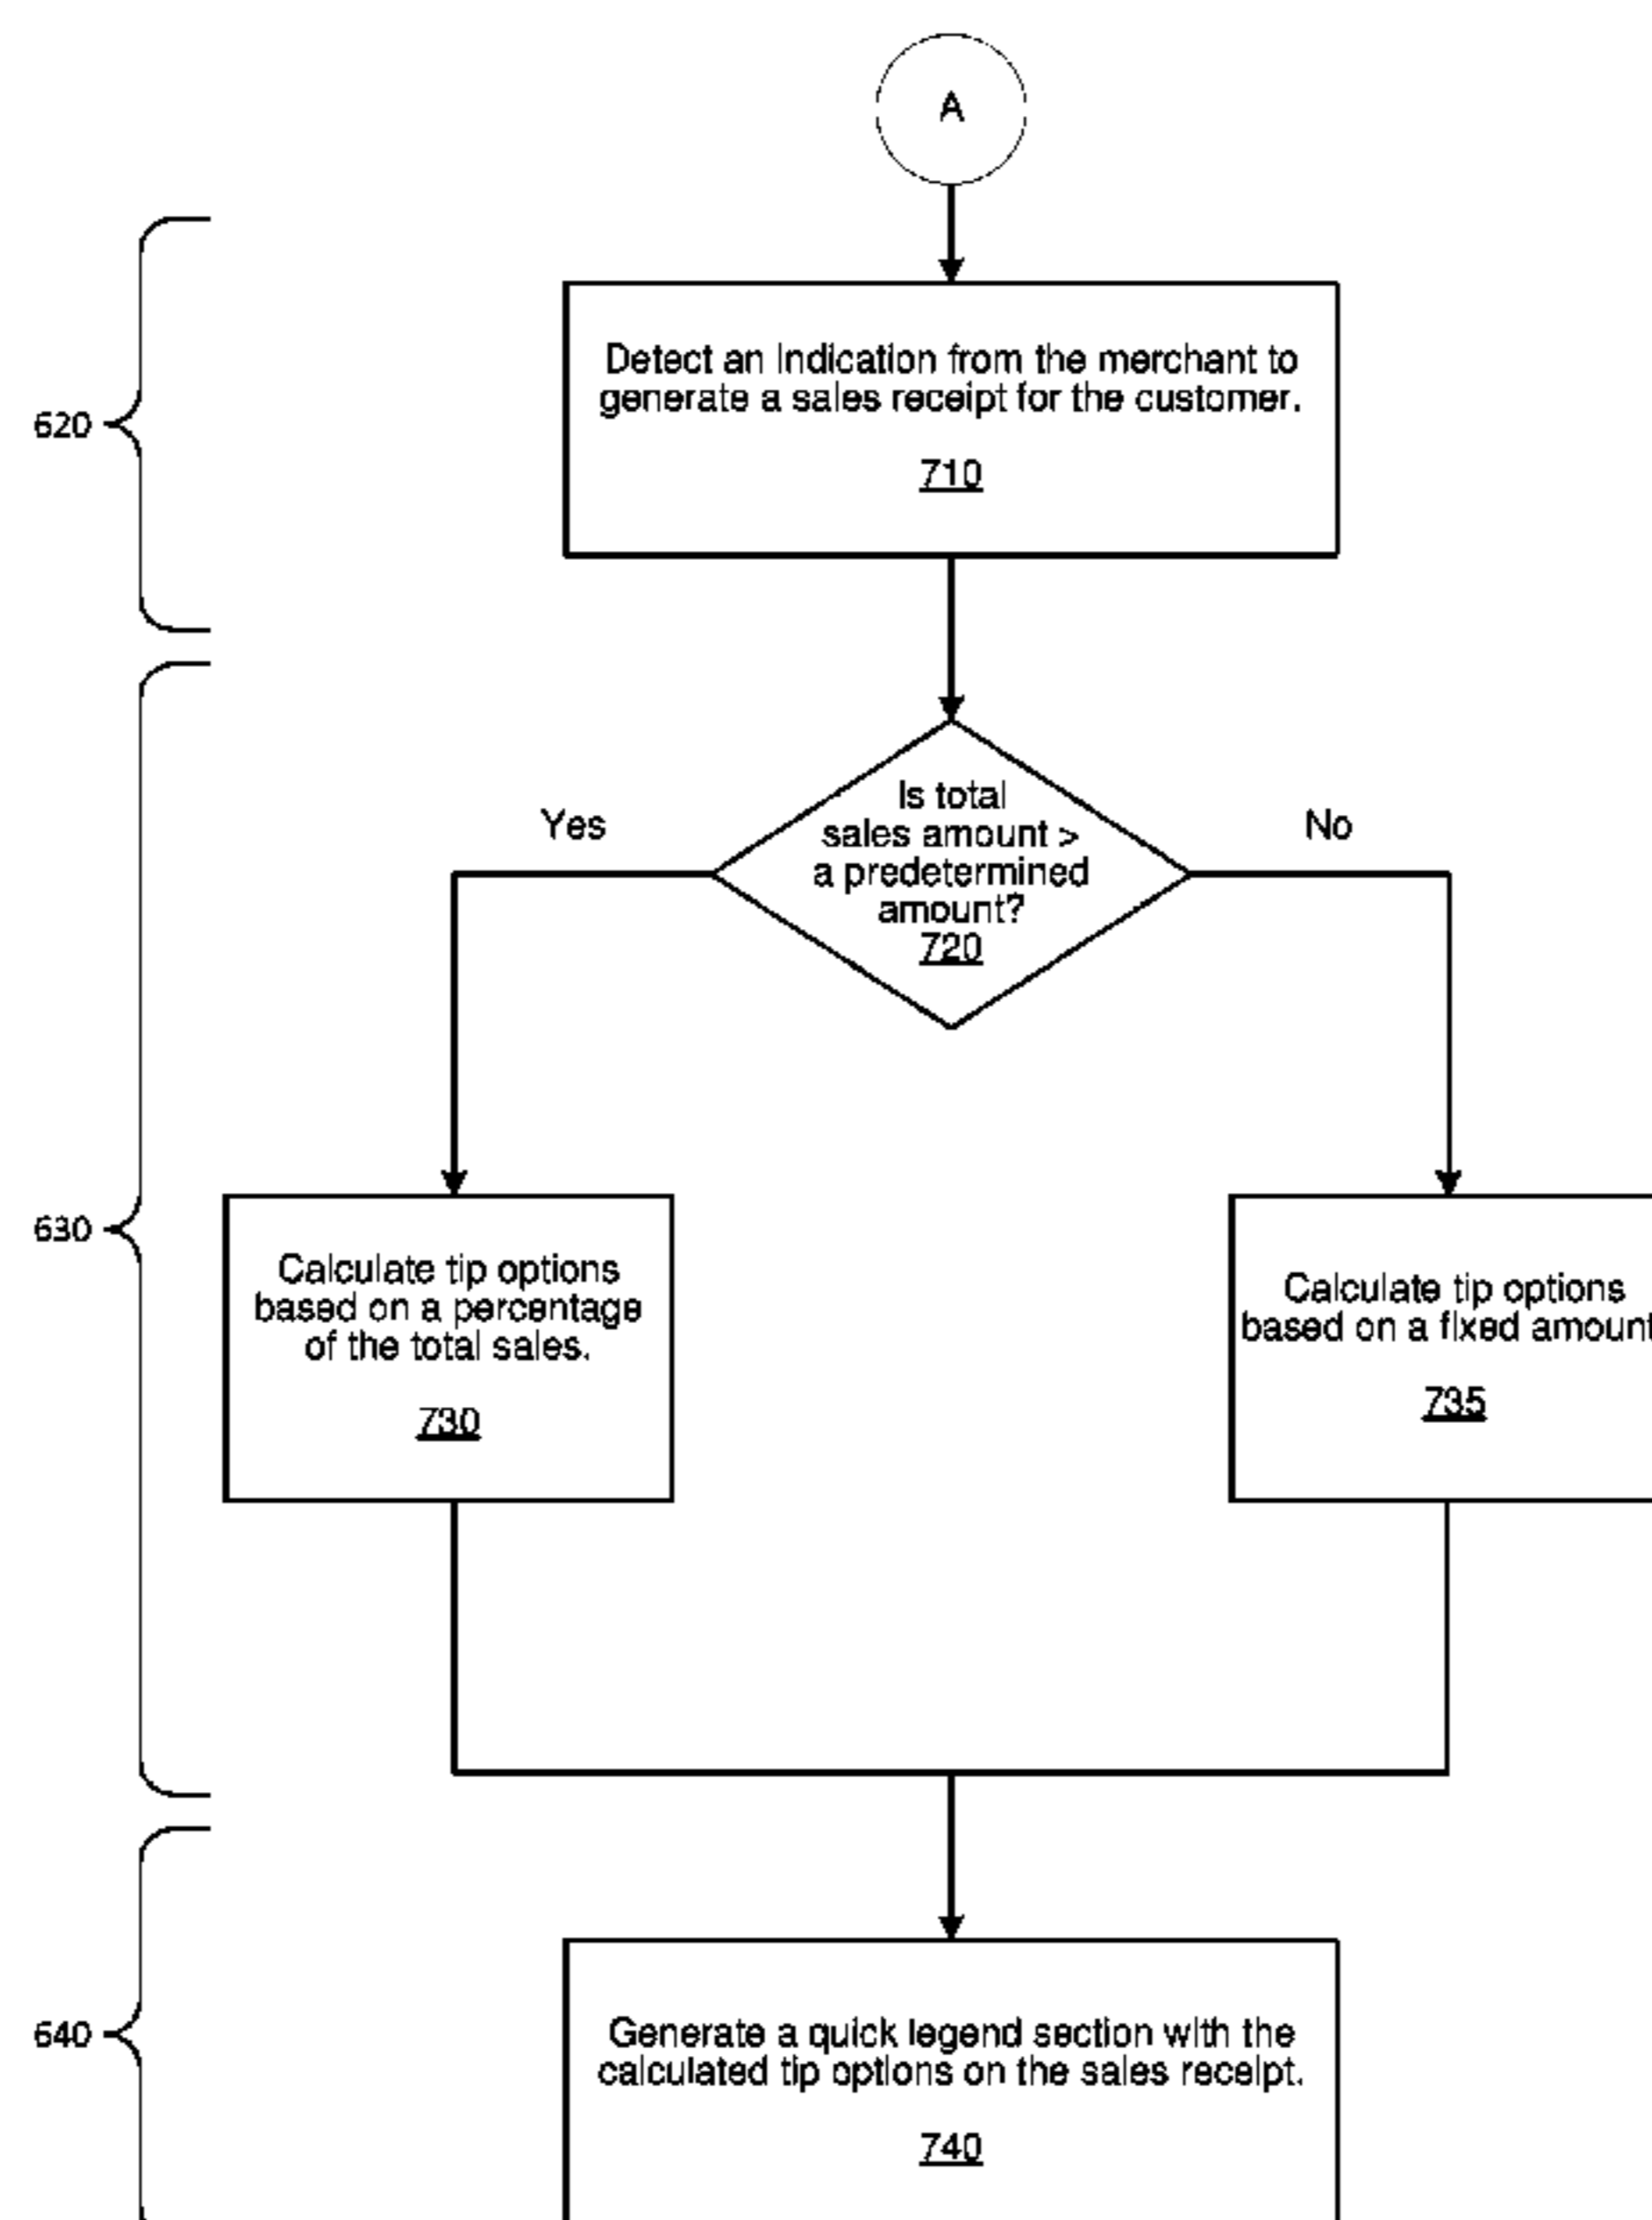 A
620
Detect an indication from the merchant to
generate a sales receipt for the customer.
710
Is total
sales amount >
a predetermined
amount?
720
Yes
No
630
Calculate tip options
based on a percentage
of the total sales.
730
Calculate tip options
based on a fixed amount
735
640
Generate a quick legend section with the
calculated tip options on the sales receipt.
740